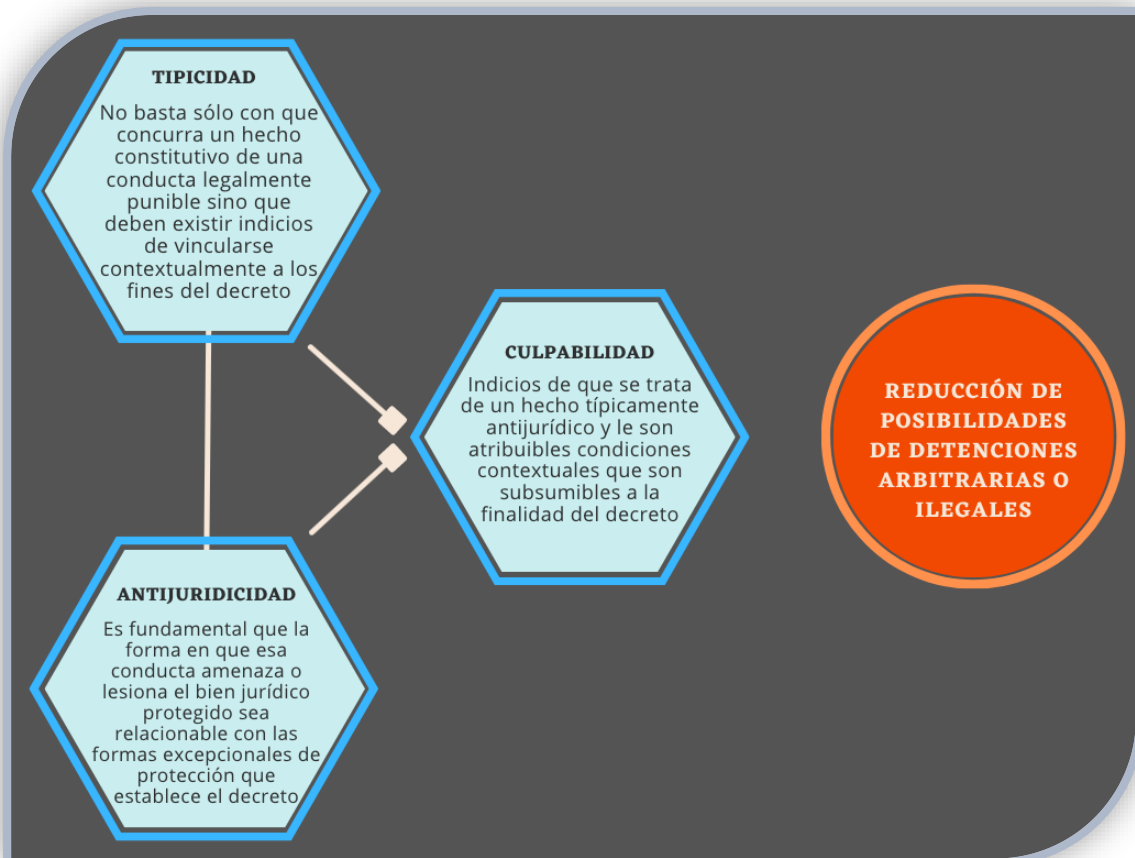 TIPICIDAD
No basta sólo con que
concurra un hecho
constitutivo de una
conducta legalmente
punible sino que
deben existir indicios
de vincularse
contextualmente a los
fines del decreto
ANTIJURIDICIDAD
Es fundamental que la
forma en que esa
conducta amenaza o
lesiona el bien jurídico
protegido sea
relacionable con las
formas excepcionales de
protección que
establece el decreto
CULPABILIDAD
Indicios de que se trata
de un hecho típicamente
antijurídico y le son
atribuibles condiciones
contextuales que son
subsumibles a la
finalidad del decreto
REDUCCIÓN DE
POSIBILIDADES
DE DETENCIONES
ARBITRARIAS O
ILEGALES